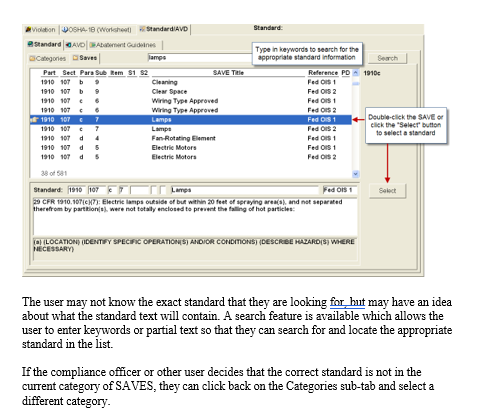 Violation OSHA-1B (Worksheet) Standard/AVD Standard:
Standard AVD Abatement Guidelines
Categories Saves lamps Search
Type in keywords to search for the
appropriate standard information
Part Sect Para Sub Item S1 S2 SAVE Title Reference PD 1910c
1910 107 b 9 Cleaning Fed OIS 1
1910 107 b 9 Clear Space Fed OIS 2
1910 107 c 6 Wiring Type Approved Fed OIS 1
1910 107 c 6 Wiring Type Approved Fed OIS 2
1910 107 c 7 Lamps Fed OIS 1
1910 107 c 7 Lamps Fed OIS 2
1910 107 d 4 Fan-Rotating Element Fed OIS 1
1910 107 d 5 Electric Motors Fed OIS 1
1910 107 d 5 Electric Motors Fed OIS 2
Double-click the SAVE or
click the "Select" button
to select a standard
38 of 581
Standard: 1910 107 c 7 Lamps Fed OIS 1 Select
29 CFR 1910.107(c)(7): Electric lamps outside of but within 20 feet of spraying area(s), and not separated
therefrom by partition(s), were not totally enclosed to prevent the falling of hot particles:
(a) (LOCATION) (IDENTIFY SPECIFIC OPERATION(S) AND/OR CONDITIONS) (DESCRIBE HAZARD(S) WHERE
NECESSARY)
The user may not know the exact standard that they are looking for, but may have an idea
about what the standard text will contain. A search feature is available which allows the
user to enter keywords or partial text so that they can search for and locate the appropriate
standard in the list.
If the compliance officer or other user decides that the correct standard is not in the
current category of SAVES, they can click back on the Categories sub-tab and select a
different category.